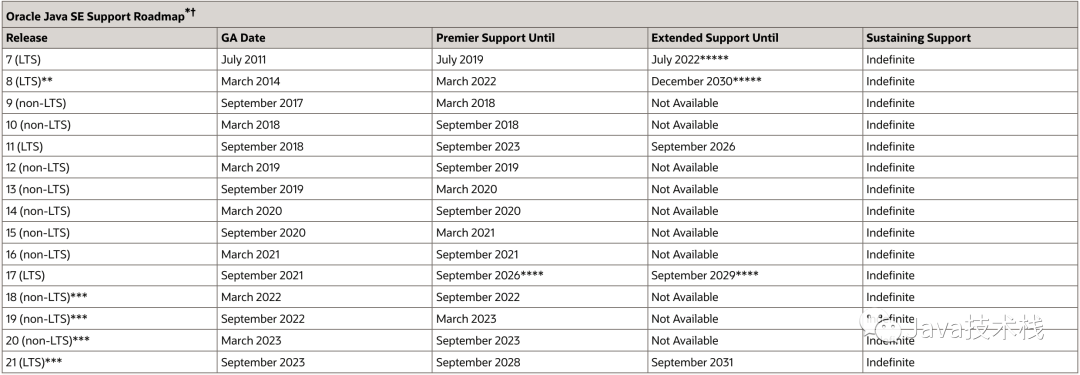 Oracle Java SE Support Roadmap*†
Release GA Date Premier Support Until Extended Support Until Sustaining Support
7 (LTS) July 2011 July 2019 July 2022***** Indefinite
8 (LTS)** March 2014 March 2022 December 2030***** Indefinite
9 (non-LTS) September 2017 March 2018 Not Available Indefinite
10 (non-LTS) March 2018 September 2018 Not Available Indefinite
11 (LTS) September 2018 September 2023 September 2026 Indefinite
12 (non-LTS) March 2019 September 2019 Not Available Indefinite
13 (non-LTS) September 2019 March 2020 Not Available Indefinite
14 (non-LTS) March 2020 September 2020 Not Available Indefinite
15 (non-LTS) September 2020 March 2021 Not Available Indefinite
16 (non-LTS) March 2021 September 2021 Not Available Indefinite
17 (LTS) September 2021 September 2026**** September 2029**** Indefinite
18 (non-LTS)*** March 2022 September 2022 Not Available Indefinite
19 (non-LTS)*** September 2022 March 2023 Not Available Indefinite
Java技术栈
20 (non-LTS)*** March 2023 September 2023 Not Available Indefinite
21 (LTS)*** September 2023 September 2028 September 2031 Indefinite